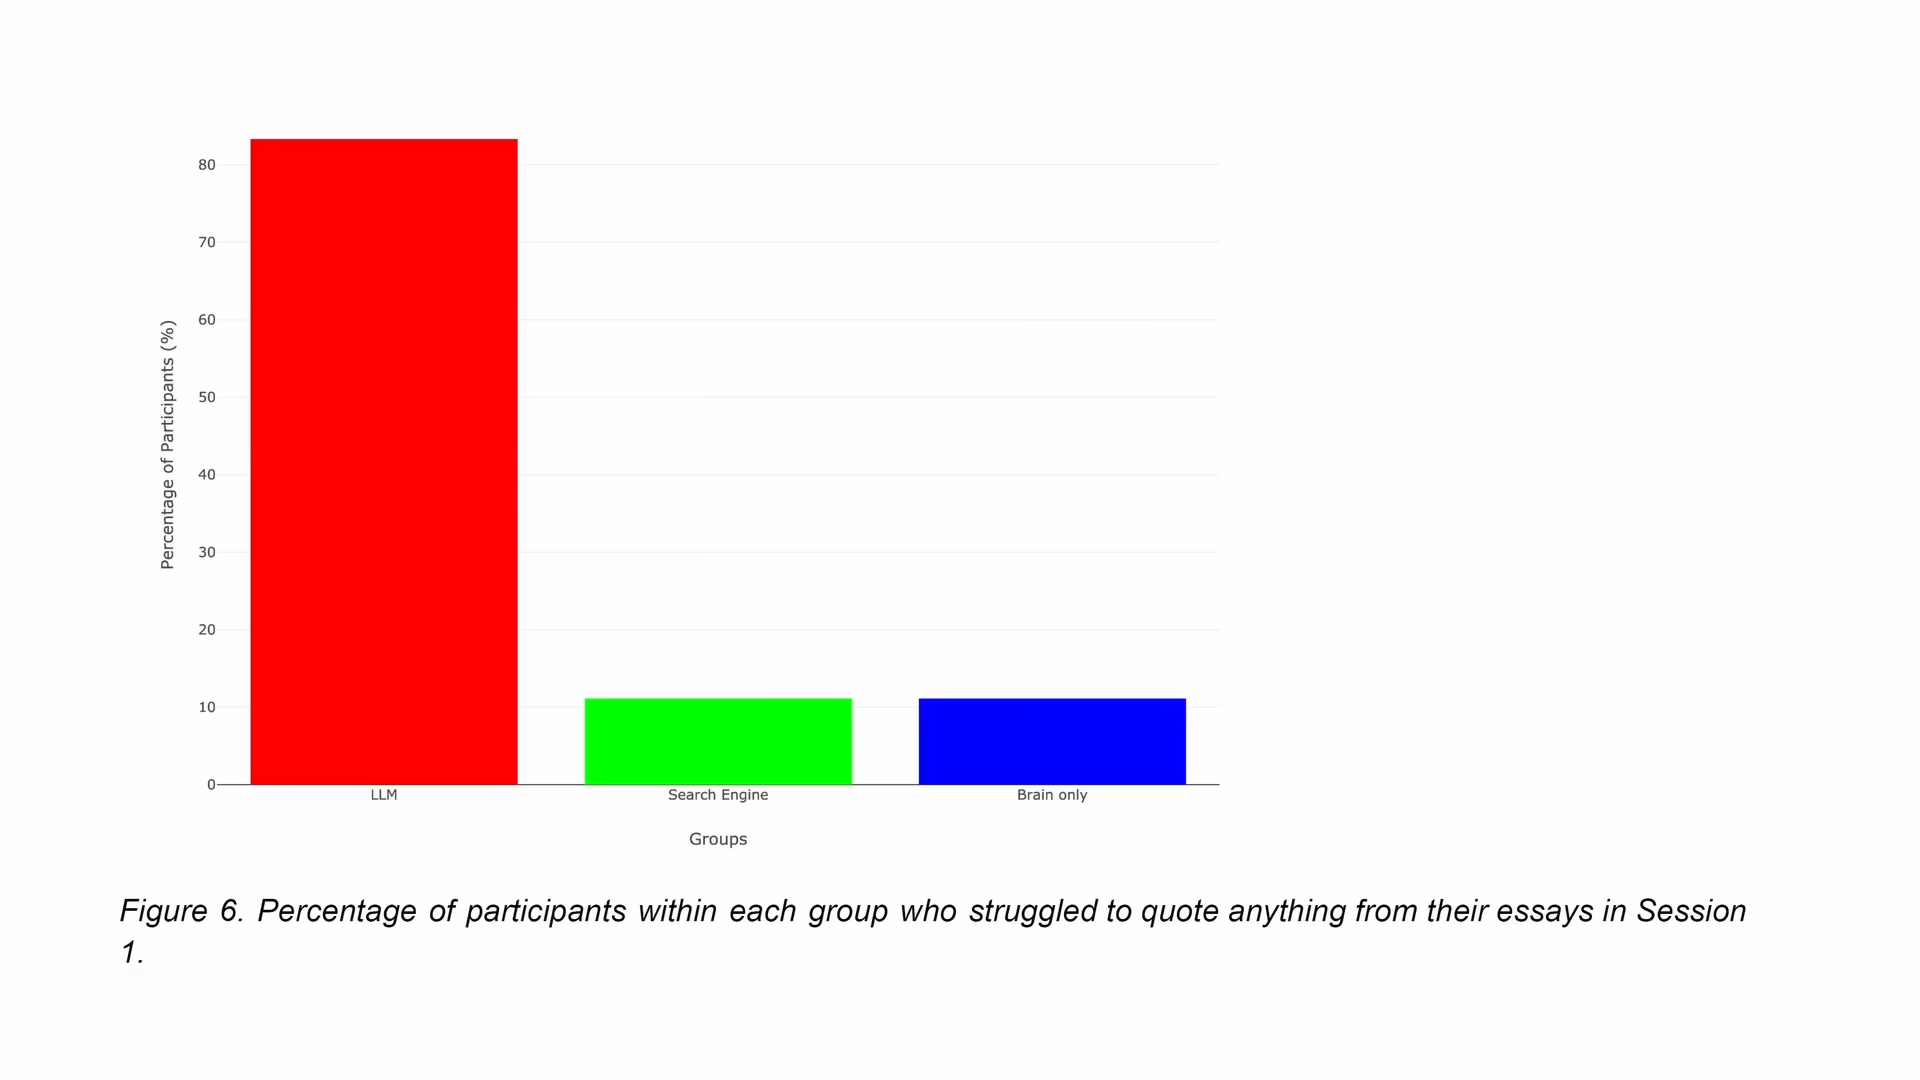 80
70
60
50
40
30
20
10
0
Percentage of Participants (%)
LLM Search Engine Brain only
Groups
Figure 6. Percentage of participants within each group who struggled to quote anything from their essays in Session
1.